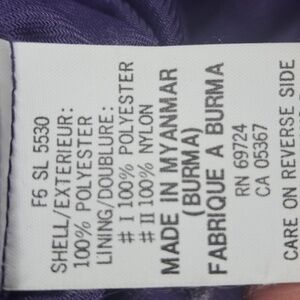 F6 SL 5530
SHELL/EXTERIEUR:
100% POLYESTER
LINING/DOUBLURE:
# I 100% POLYESTER
# II 100% NYLON
MADE IN MYANMAR
(BURMA)
FABRIQUE A BURMA
RN 69724
CA 05367
CARE ON REVERSE SIDE